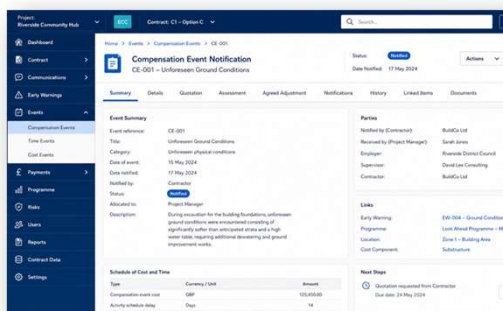 Project:
Riverside Community Hub
ECC
Contract: C1 – Option C
Search...
Dashboard
Contract
Communications
Early Warnings
Events
Compensation Events
Time Events
Cost Events
Payments
Programme
Risks
Users
Reports
Contract Data
Settings
Home > Events > Compensation Events > CE-001
Compensation Event Notification
CE-001 – Unforeseen Ground Conditions
Status: Notified
Date Notified: 17 May 2024
Actions
Summary Details Quotation Assessment Agreed Adjustment Notifications History Linked Items Documents
Event Summary
Event reference: CE-001
Title: Unforeseen Ground Conditions
Category: Unforeseen physical conditions
Date of event: 15 May 2024
Date notified: 17 May 2024
Notified by: Contractor
Status: Notified
Allocated to: Project Manager
Description: During excavation for the building foundations, unforeseen
ground conditions were encountered consisting of
significantly softer than anticipated strata and a high
water table, requiring additional dewatering and ground
improvement works.
Parties
Notified by (Contractor): BuildCo Ltd
Received by (Project Manager): Sarah Jones
Employer: Riverside District Council
Supervisor: David Lee Consulting
Contractor: BuildCo Ltd
Links
Early Warning: EW-004 – Ground Condition
Programme: Look Ahead Programme – M
Location: Zone 1 – Building Area
Cost Component: Substructure
Schedule of Cost and Time
Type Currency / Unit Amount
Compensation event cost GBP
Activity schedule delay Days 14
Next Steps
Quotation requested from Contractor
Due date: 24 May 2024